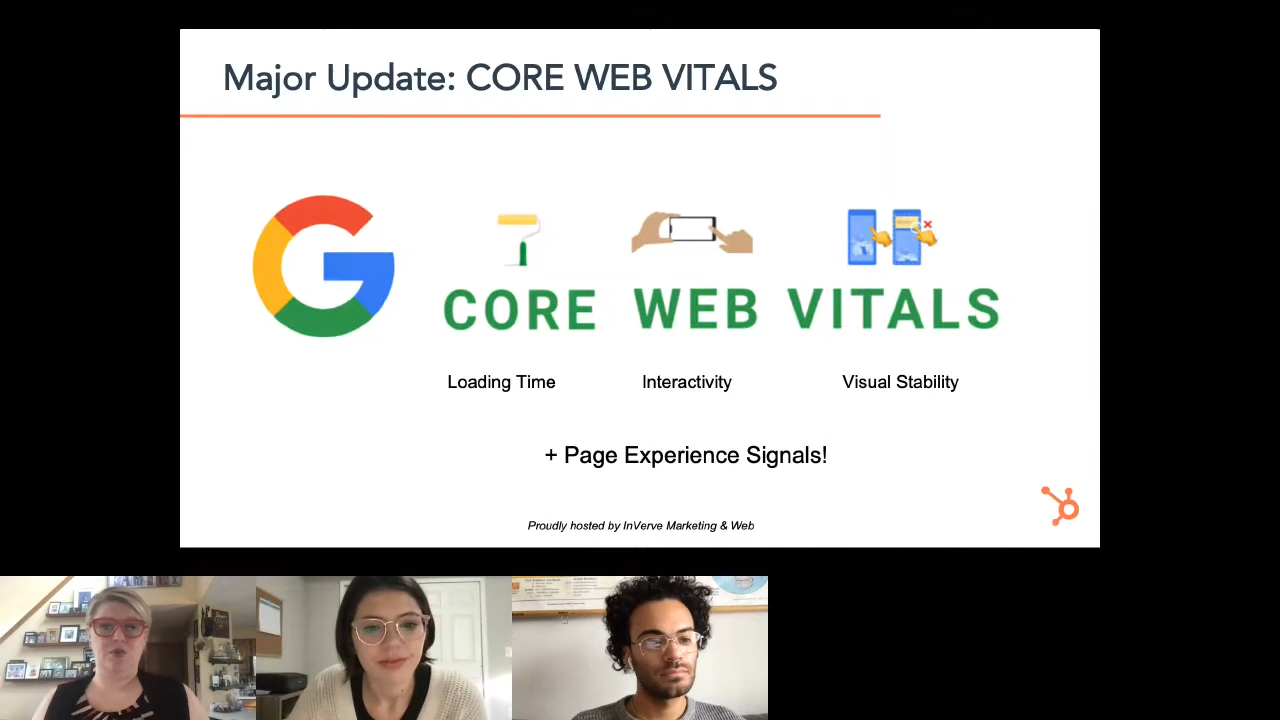 Major Update: CORE WEB VITALS
CORE WEB VITALS
Loading Time Interactivity Visual Stability
+ Page Experience Signals!
Proudly hosted by InVerve Marketing & Web
FAMILY